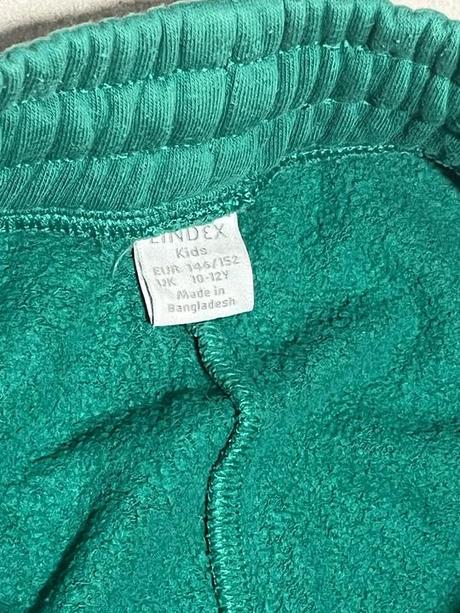 LINDEX
Kids
EUR 146/152
UK 10-12Y
Made in
Bangladesh